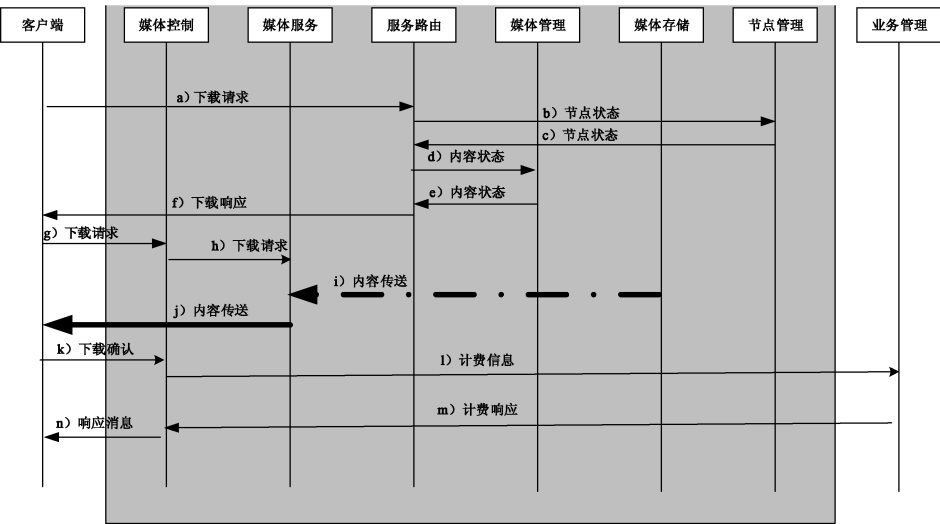 客户端
媒体控制
媒体服务
服务路由
媒体管理
媒体存储
节点管理
业务管理
a）下载请求
b）节点状态
c）节点状态
d）内容状态
e）内容状态
f）下载响应
g）下载请求
h）下载请求
i）内容传送
j）内容传送
k）下载确认
l）计费信息
m）计费响应
n）响应消息